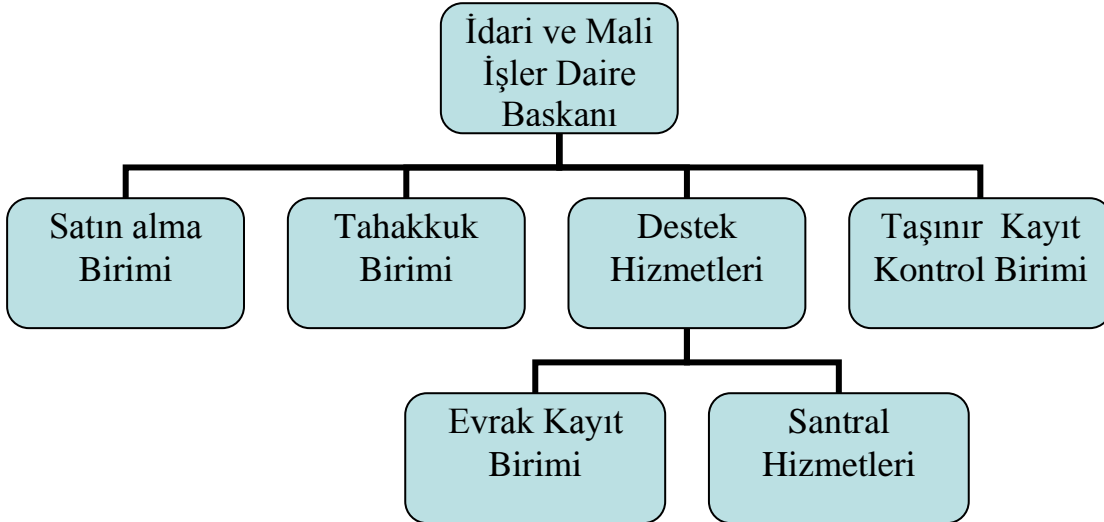 İdari ve Mali
İşler Daire
Baskanı
Satın alma
Birimi
Tahakkuk
Birimi
Destek
Hizmetleri
Taşınır Kayıt
Kontrol Birimi
Evrak Kayıt
Birimi
Santral
Hizmetleri